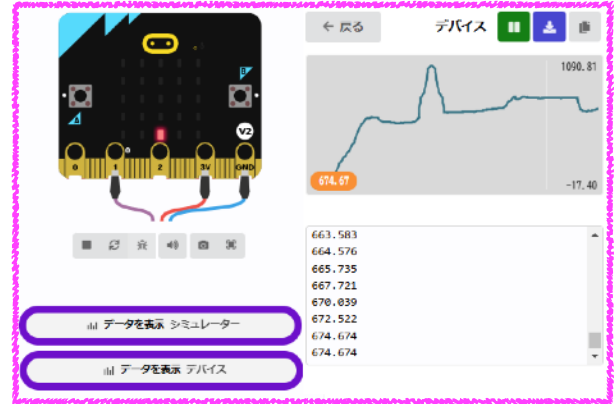 ← 戻る
デバイス
B
A
V2
0 1 2 3V GND
1090.81
674.67
-17.40
663.583
664.576
665.735
667.721
670.039
672.522
674.674
674.674
データを表示 シミュレーター
データを表示 デバイス